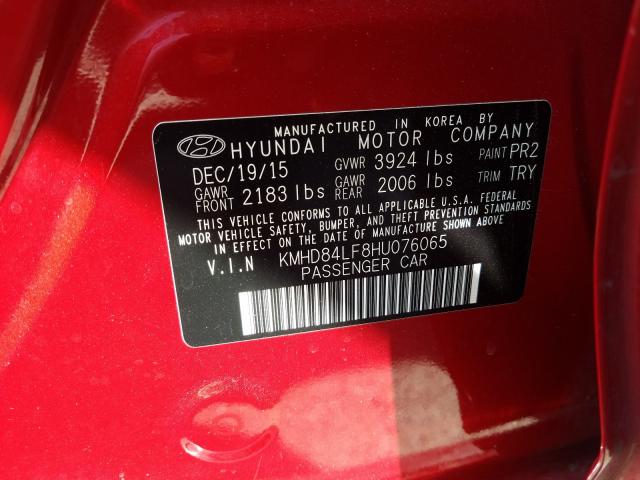 MANUFACTURED IN KOREA BY
HYUNDAI MOTOR COMPANY
DEC/19/15 GVWR 3924 lbs PAINT PR2
GAWR FRONT 2183 lbs GAWR REAR 2006 lbs TRIM TRY
THIS VEHICLE CONFORMS TO ALL APPLICABLE U.S.A. FEDERAL
MOTOR VEHICLE SAFETY, BUMPER, AND THEFT PREVENTION STANDARDS
IN EFFECT ON THE DATE OF MANUFACTURE SHOWN ABOVE
V.I.N KMHD84LF8HU076065
PASSENGER CAR